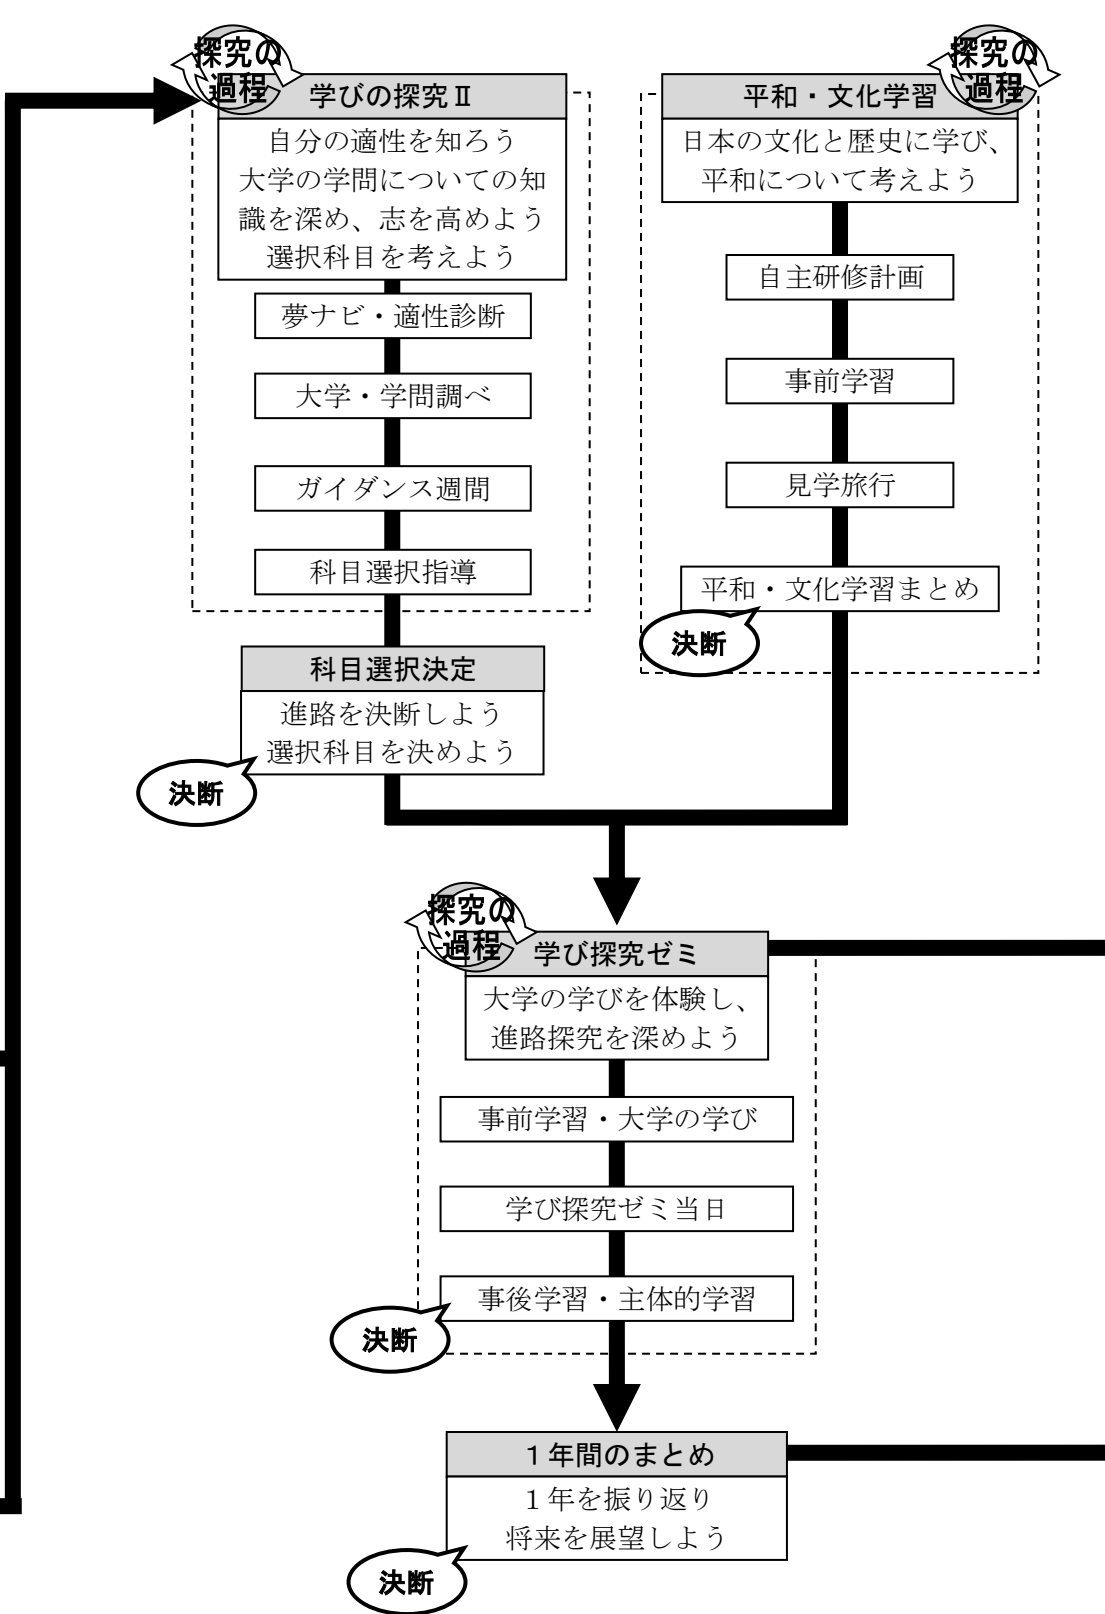 探究の
過程
学びの探究Ⅱ
自分の適性を知ろう
大学の学問についての知
識を深め、志を高めよう
選択科目を考えよう
夢ナビ・適性診断
大学・学問調べ
ガイダンス週間
科目選択指導
科目選択決定
進路を決断しよう
選択科目を決めよう
決断
探究の
過程
平和・文化学習
日本の文化と歴史に学び、
平和について考えよう
自主研修計画
事前学習
見学旅行
平和・文化学習まとめ
決断
探究の
過程
学び探究ゼミ
大学の学びを体験し、
進路探究を深めよう
事前学習・大学の学び
学び探究ゼミ当日
事後学習・主体的学習
決断
１年間のまとめ
１年を振り返り
将来を展望しよう
決断